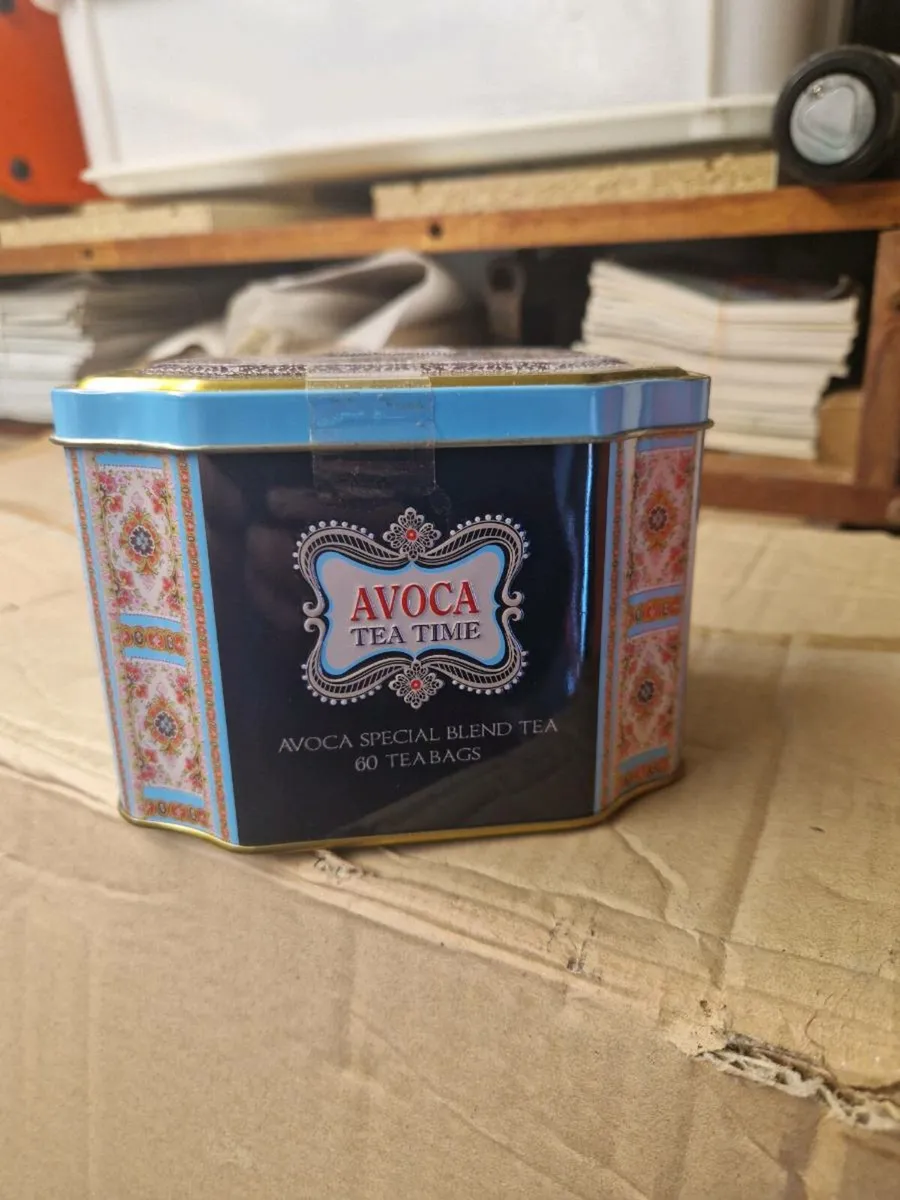 AVOCA
TEA TIME
AVOCA SPECIAL BLEND TEA
60 TEABAGS